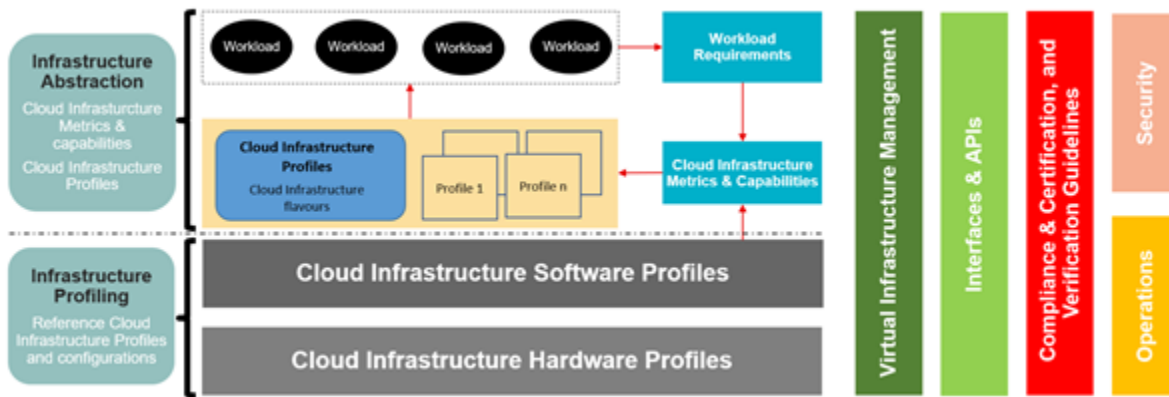 Infrastructure
Abstraction
Cloud Infrasturcture
Metrics &
capabilities
Cloud Infrastructure
Profiles
Workload
Workload
Workload
Workload
Workload
Requirements
Cloud Infrastructure
Profiles
Cloud Infrastructure
flavours
Profile 1
Profile n
Cloud Infrastructure
Metrics & Capabilities
Infrastructure
Profiling
Reference Cloud
Infrastructure Profiles
and configurations
Cloud Infrastructure Software Profiles
Cloud Infrastructure Hardware Profiles
Virtual Infrastructure Management
Interfaces & APIs
Compliance & Certification, and
Verification Guidelines
Security
Operations